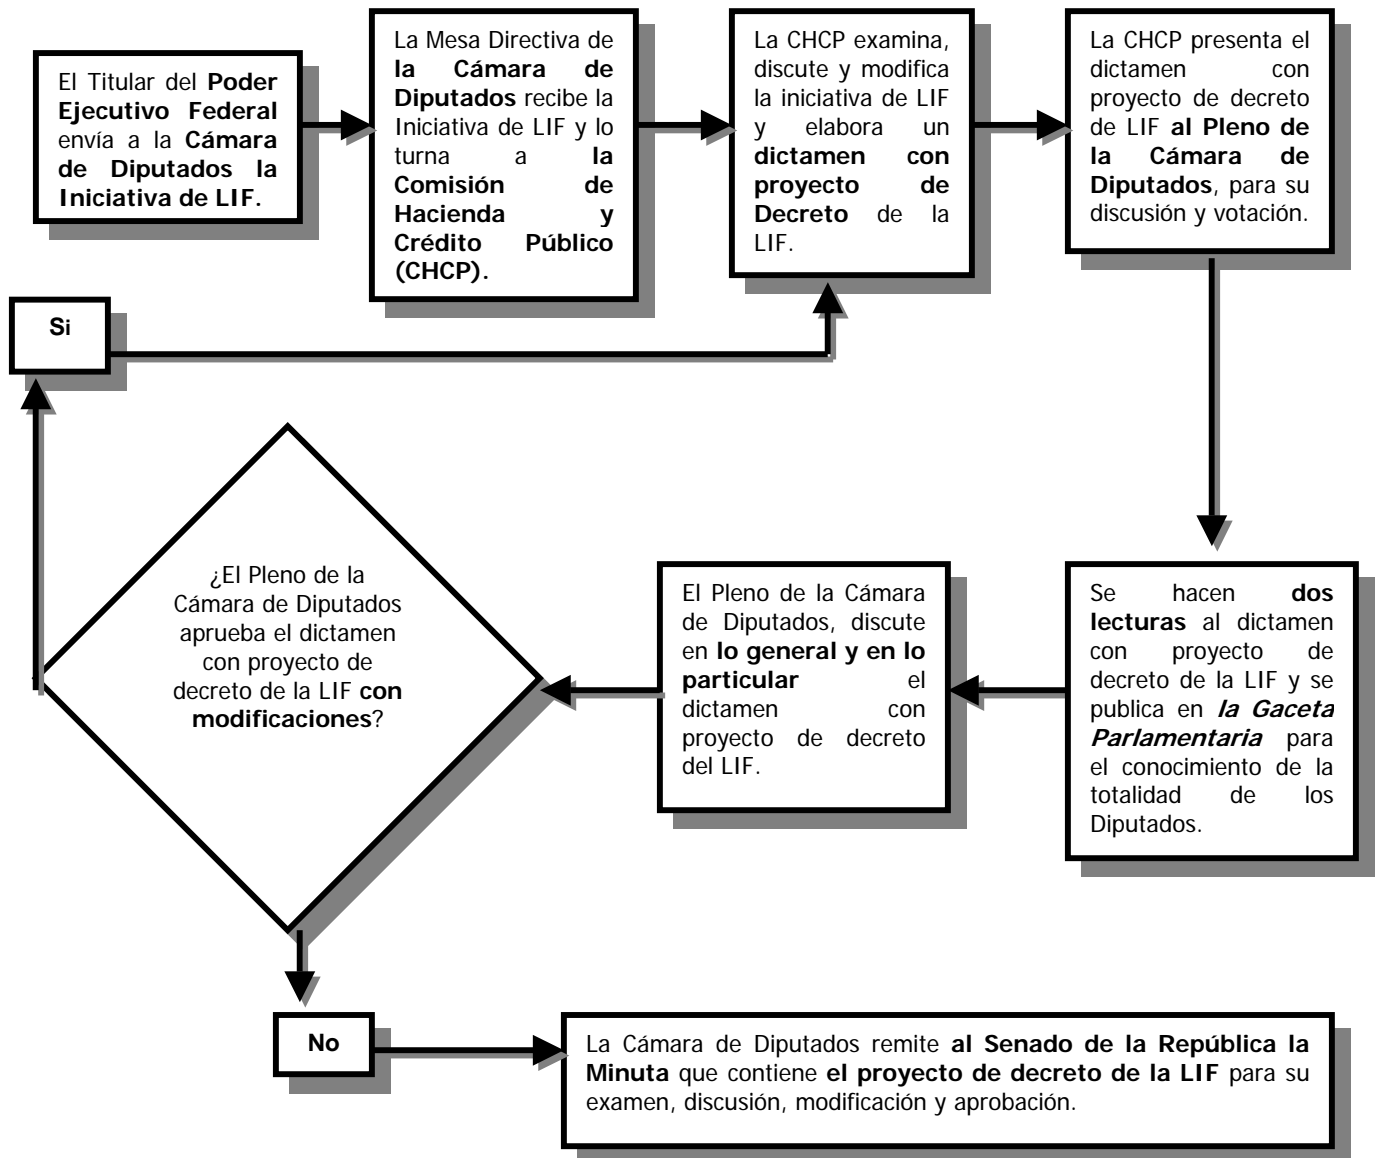 El Titular del Poder
Ejecutivo Federal
envía a la Cámara
de Diputados la
Iniciativa de LIF.
La Mesa Directiva de
la Cámara de
Diputados recibe la
Iniciativa de LIF y lo
turna a la
Comisión de
Hacienda y
Crédito Público
(CHCP).
La CHCP examina,
discute y modifica
la iniciativa de LIF
y elabora un
dictamen con
proyecto de
Decreto de la
LIF.
La CHCP presenta el
dictamen con
proyecto de decreto
de LIF al Pleno de
la Cámara de
Diputados, para su
discusión y votación.
Se hacen dos
lecturas al dictamen
con proyecto de
decreto de la LIF y se
publica en la Gaceta
Parlamentaria para
el conocimiento de la
totalidad de los
Diputados.
El Pleno de la Cámara
de Diputados, discute
en lo general y en lo
particular el
dictamen con
proyecto de decreto
del LIF.
¿El Pleno de la
Cámara de Diputados
aprueba el dictamen
con proyecto de
decreto de la LIF con
modificaciones?
Si
No
La Cámara de Diputados remite al Senado de la República la
Minuta que contiene el proyecto de decreto de la LIF para su
examen, discusión, modificación y aprobación.